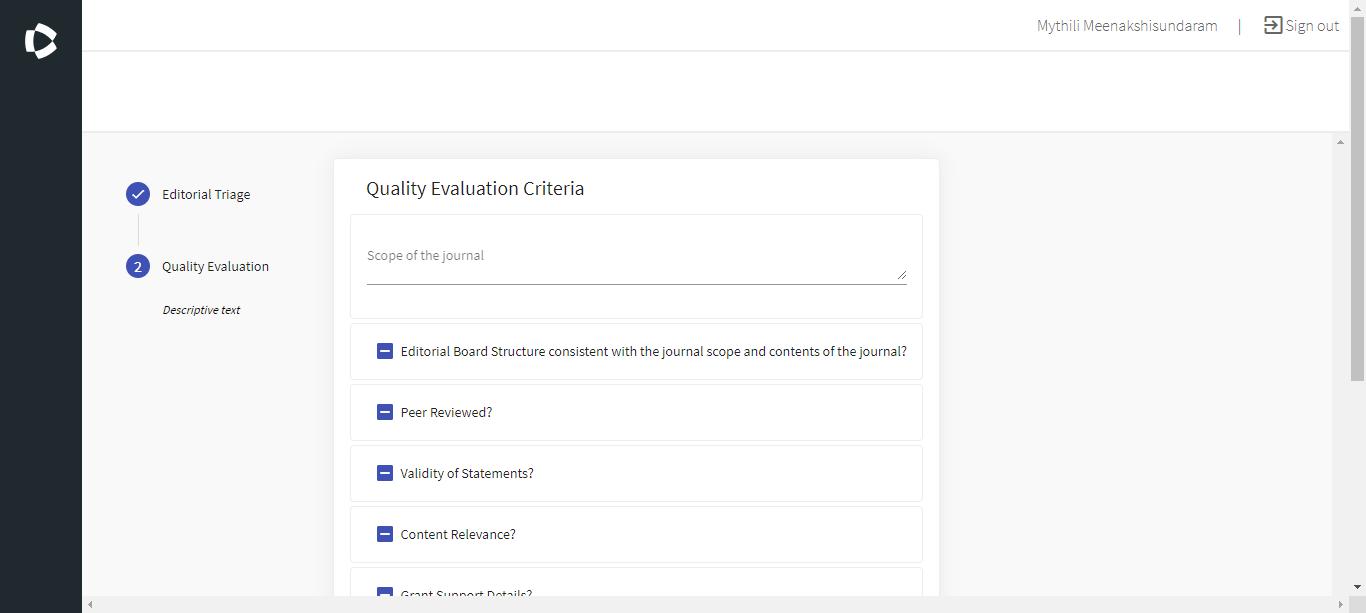 Mythili Meenakshisundaram | Sign out
Editorial Triage
2 Quality Evaluation
Descriptive text
Quality Evaluation Criteria
Scope of the journal
Editorial Board Structure consistent with the journal scope and contents of the journal?
Peer Reviewed?
Validity of Statements?
Content Relevance?
Grant Support Details?